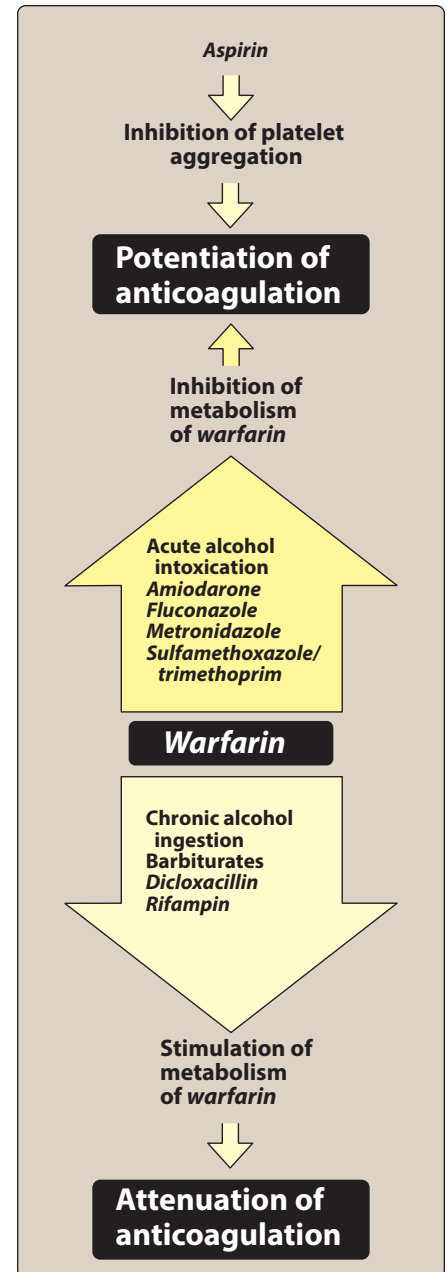 Aspirin
Inhibition of platelet
aggregation
Potentiation of
anticoagulation
Inhibition of
metabolism
of warfarin
Acute alcohol
intoxication
Amiodarone
Fluconazole
Metronidazole
Sulfamethoxazole/
trimethoprim
Warfarin
Chronic alcohol
ingestion
Barbiturates
Dicloxacillin
Rifampin
Stimulation of
metabolism
of warfarin
Attenuation of
anticoagulation